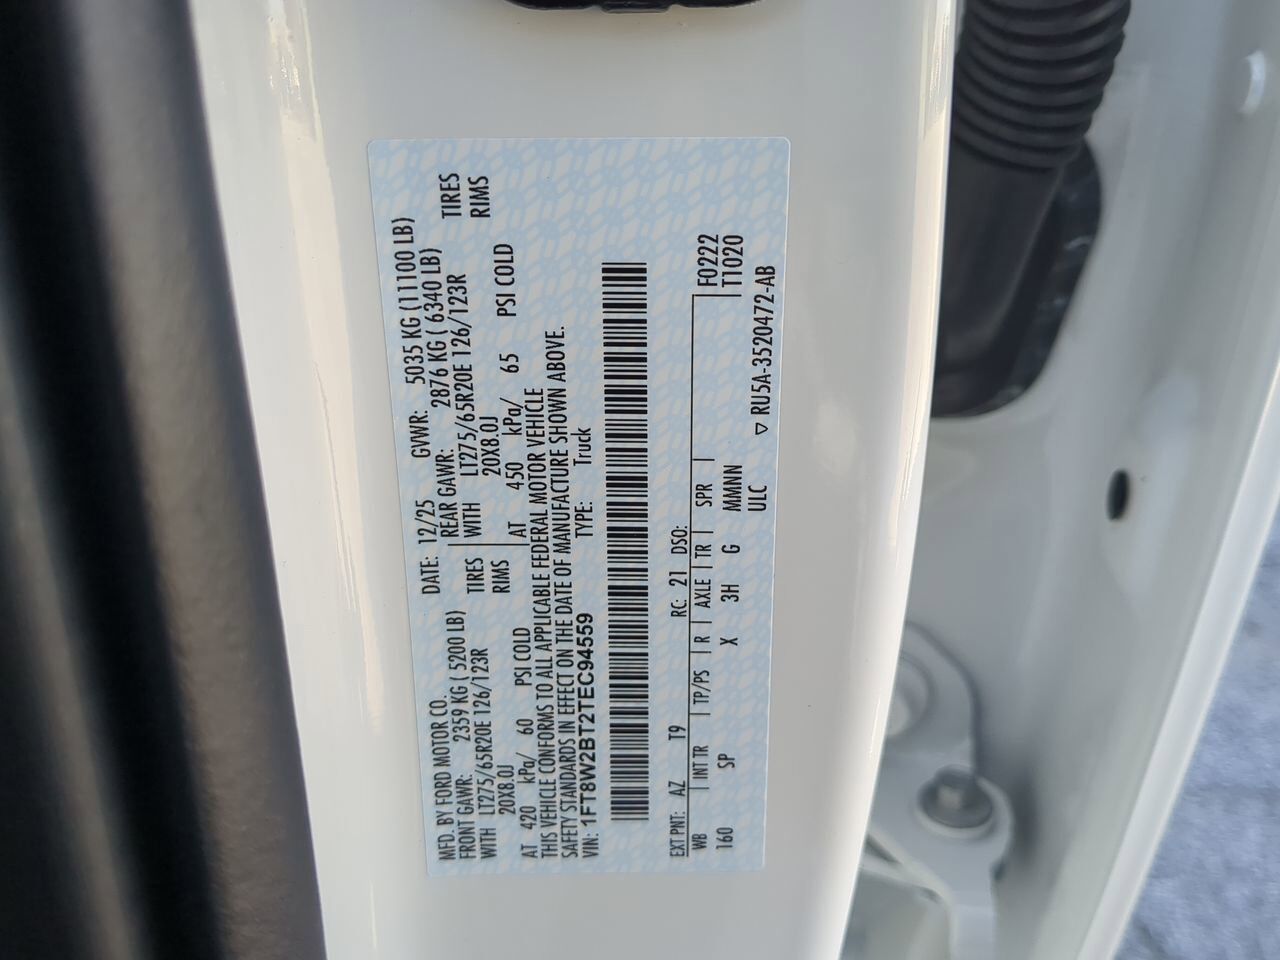 MFD. BY FORD MOTOR CO.
DATE: 12/25 GVWR: 5035 KG (11100 LB)
FRONT GAWR: 2359 KG ( 5200 LB) REAR GAWR: 2876 KG ( 6340 LB)
WITH LT275/65R20E 126/123R TIRES WITH LT275/65R20E 126/123R TIRES
20X8.0J RIMS 20X8.0J RIMS
AT 420 kPa/ 60 PSI COLD AT 450 kPa/ 65 PSI COLD
THIS VEHICLE CONFORMS TO ALL APPLICABLE FEDERAL MOTOR VEHICLE
SAFETY STANDARDS IN EFFECT ON THE DATE OF MANUFACTURE SHOWN ABOVE.
VIN: 1FT8W2BT2TEC94559 TYPE: Truck
EXT PNT: AZ T9 RC: 21 DSO:
WB | INT TR | TP/PS | R | AXLE | TR | SPR | F0222
160 SP X 3H G MMMNN T1020
ULC ▽ RU5A-3520472-AB